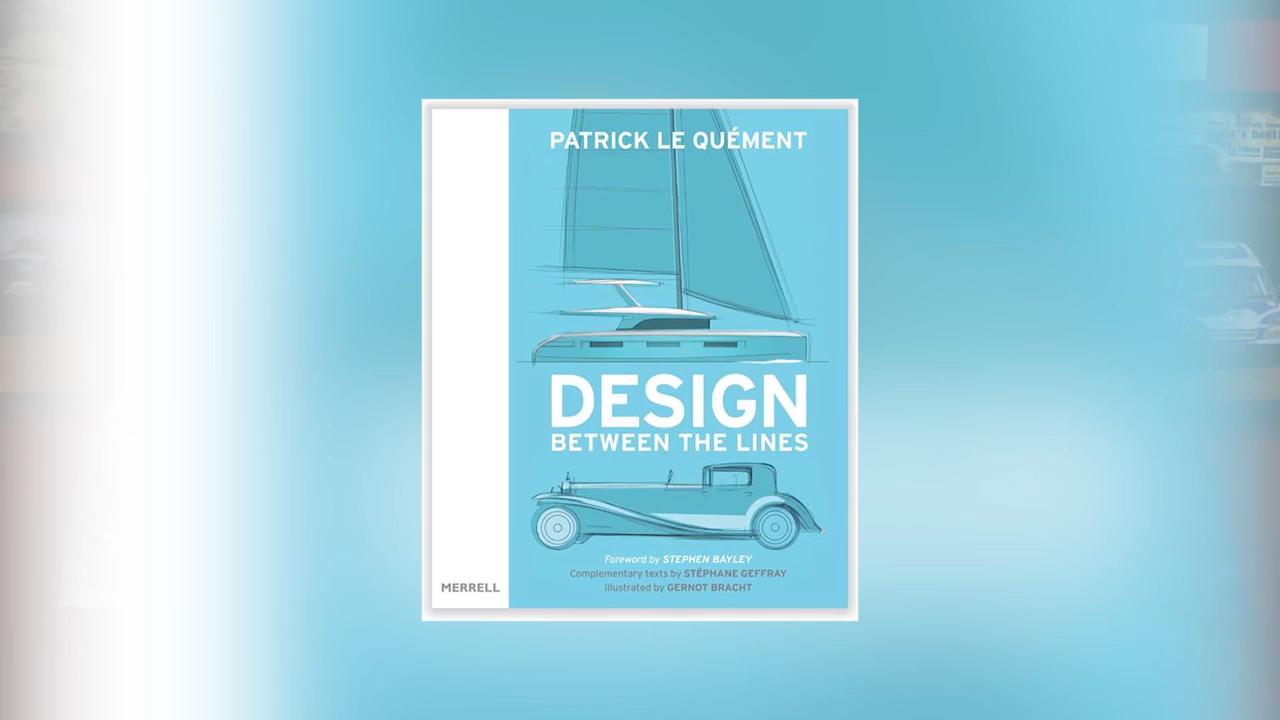 PATRICK LE QUÉMENT
DESIGN
BETWEEN THE LINES
Foreword by STEPHEN BAYLEY
Complementary texts by STÉPHANE GEFFRAY
Illustrated by GERNOT BRACHT
MERRELL